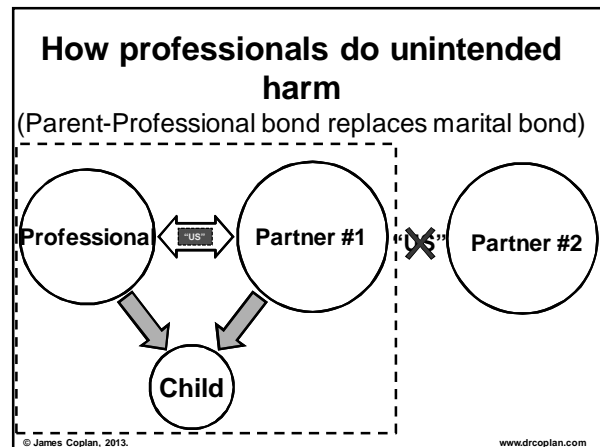 How professionals do unintended
harm
(Parent-Professional bond replaces marital bond)
Professional
"US"
Partner #1
"US"
Partner #2
Child
© James Coplan, 2013.
www.drcoplan.com